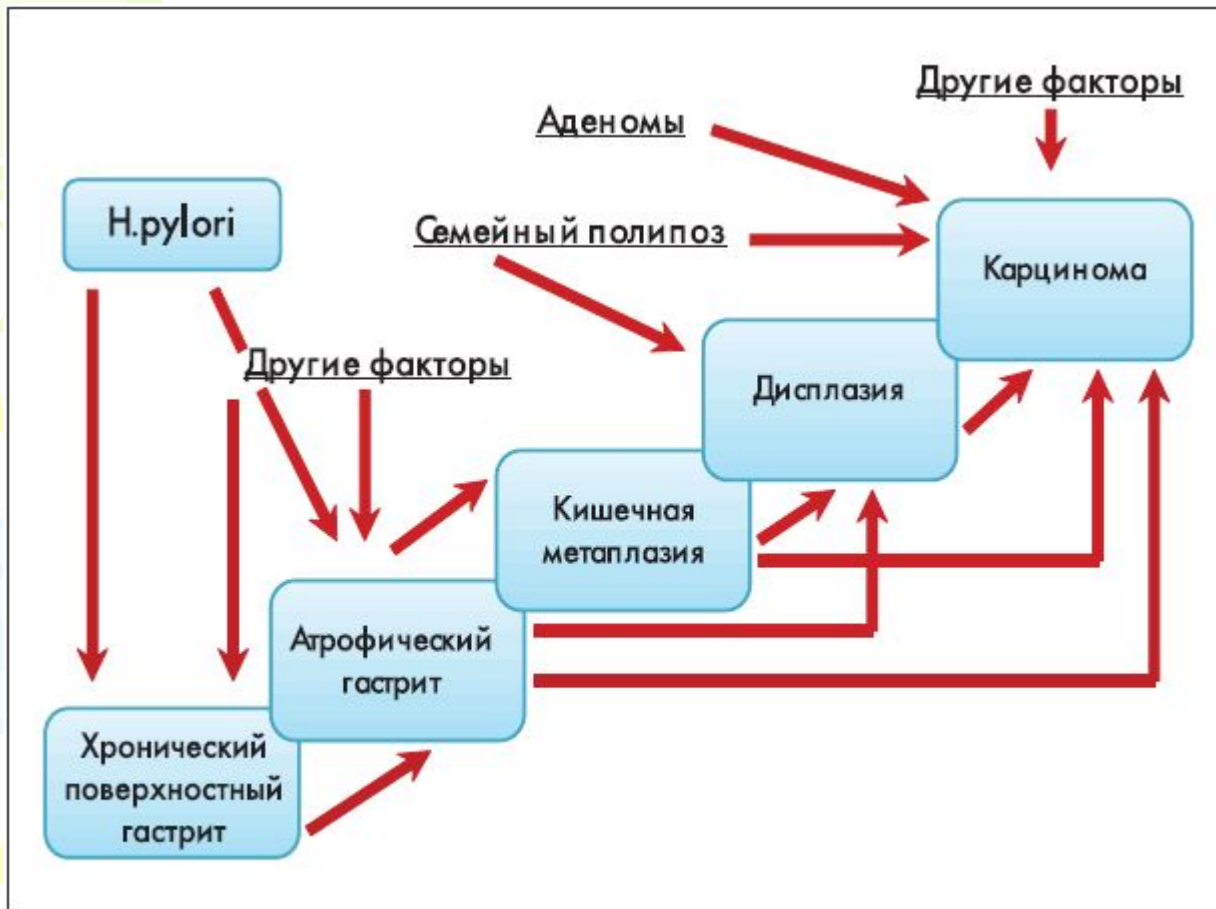 Другие факторы
Аденомы
H.pylori
Семейный полипоз
Карцинома
Другие факторы
Дисплазия
Кишечная
метаплазия
Атрофический
гастрит
Хронический
поверхностный
гастрит